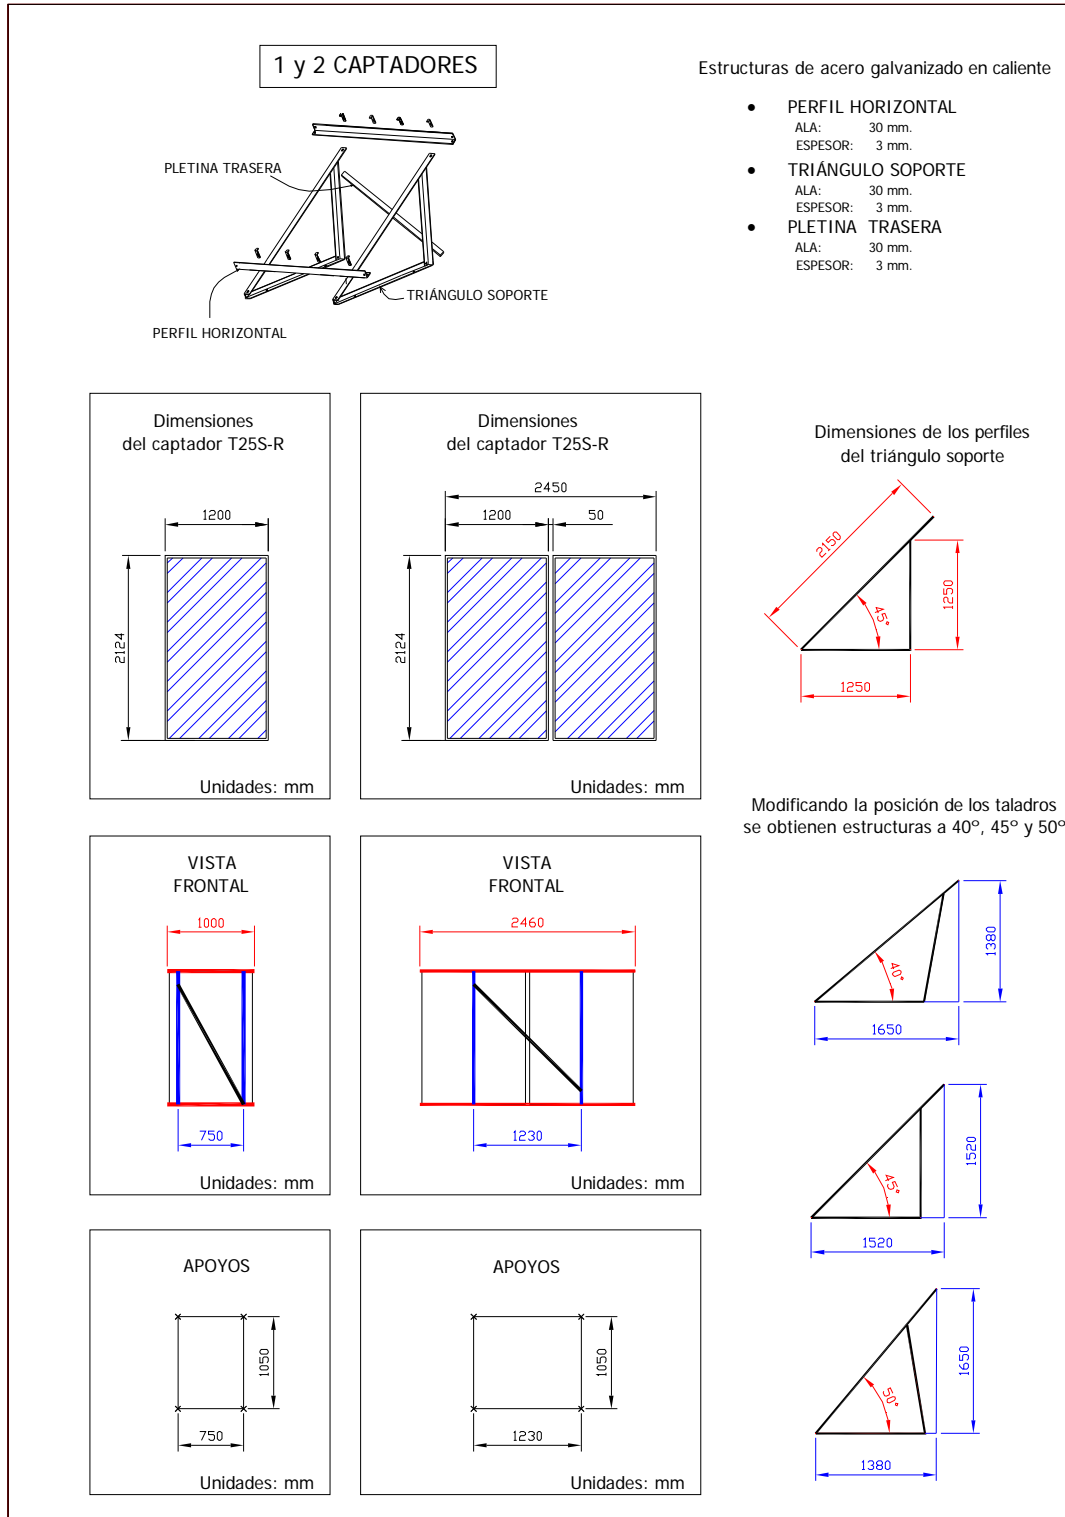 1 y 2 CAPTADORES
PLETINA TRASERA
TRIÁNGULO SOPORTE
PERFIL HORIZONTAL
Estructuras de acero galvanizado en caliente
• PERFIL HORIZONTAL
ALA: 30 mm.
ESPESOR: 3 mm.
• TRIÁNGULO SOPORTE
ALA: 30 mm.
ESPESOR: 3 mm.
• PLETINA TRASERA
ALA: 30 mm.
ESPESOR: 3 mm.
Dimensiones
del captador T25S-R
1200
2124
Unidades: mm
Dimensiones
del captador T25S-R
2450
1200
50
2124
Unidades: mm
Dimensiones de los perfiles
del triángulo soporte
2150
45°
1250
1250
VISTA
FRONTAL
1000
750
Unidades: mm
VISTA
FRONTAL
2460
1230
Unidades: mm
Modificando la posición de los taladros
se obtienen estructuras a 40º, 45º y 50º
40°
1380
1650
45°
1520
1520
50°
1650
1380
APOYOS
1050
750
Unidades: mm
APOYOS
1050
1230
Unidades: mm